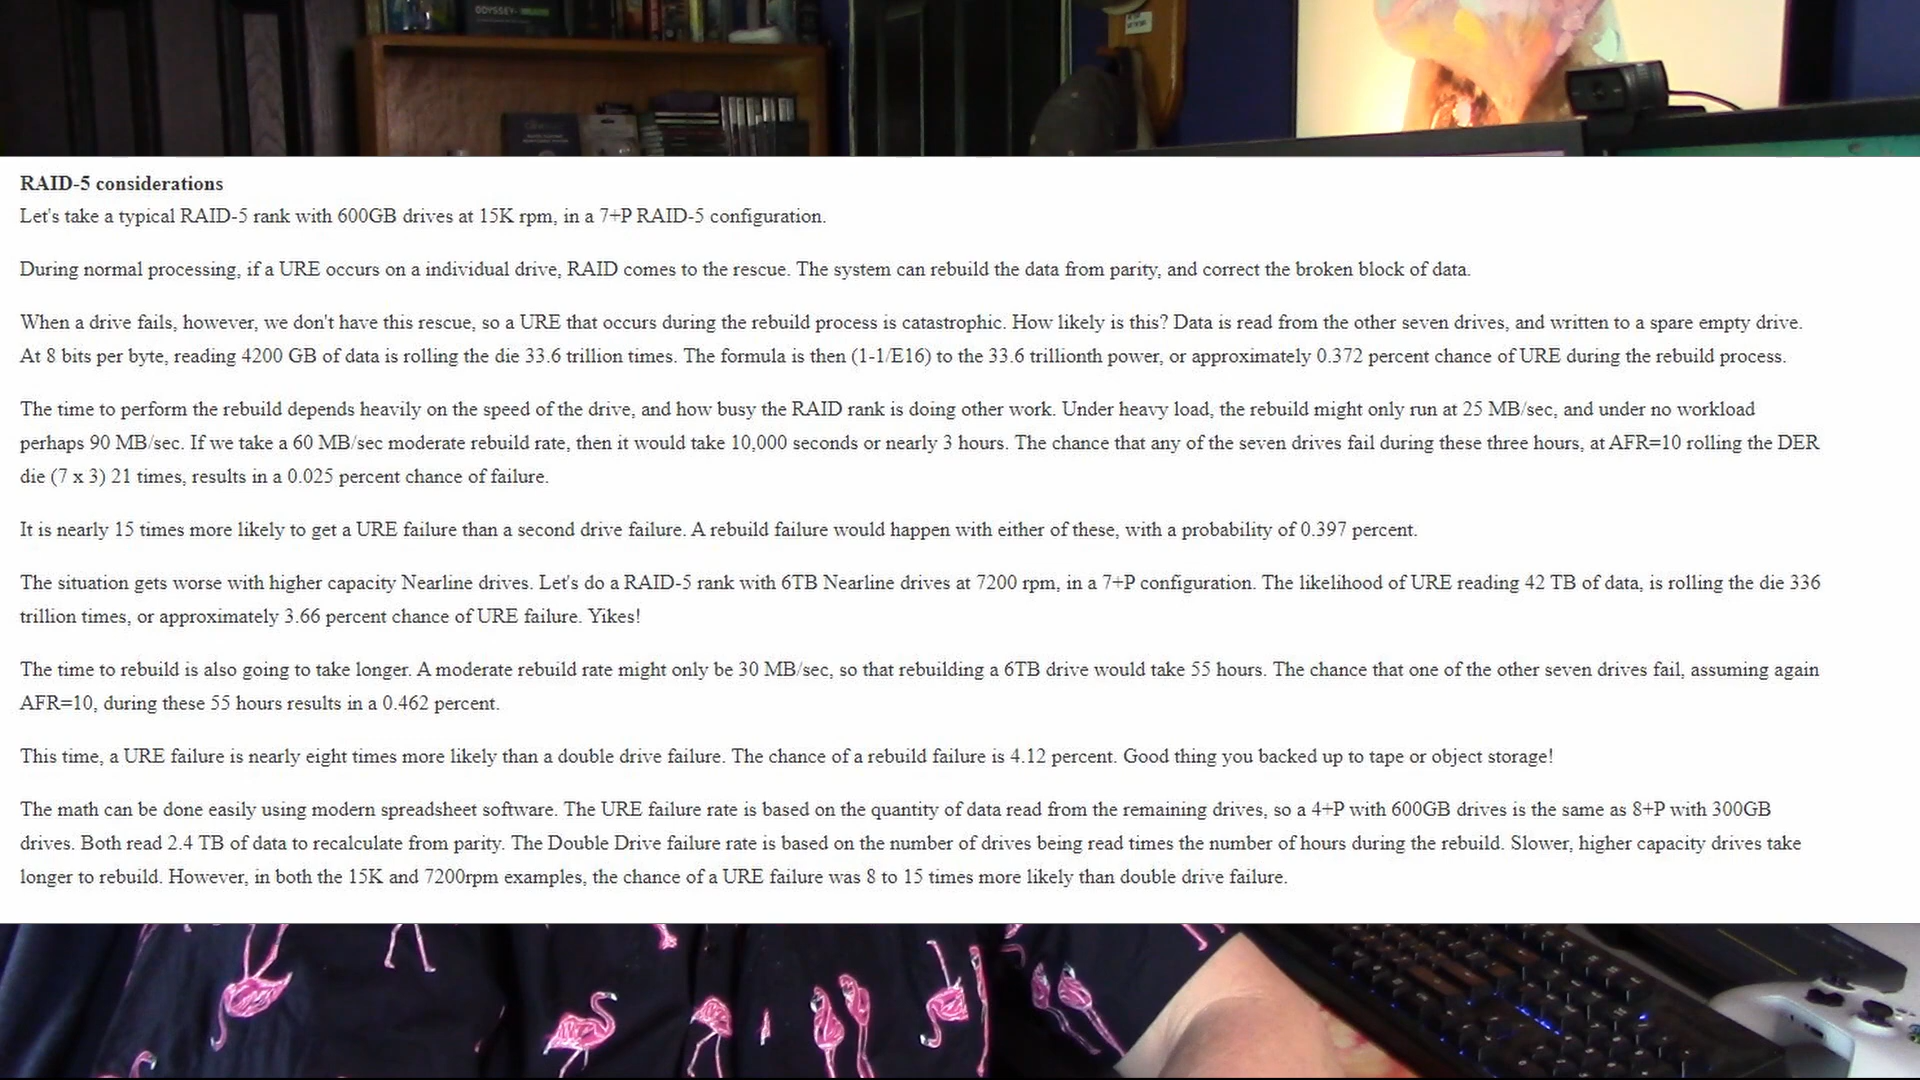 ODYSSEY
RAID-5 considerations
Let's take a typical RAID-5 rank with 600GB drives at 15K rpm, in a 7+P RAID-5 configuration.
During normal processing, if a URE occurs on a individual drive, RAID comes to the rescue. The system can rebuild the data from parity, and correct the broken block of data.
When a drive fails, however, we don't have this rescue, so a URE that occurs during the rebuild process is catastrophic. How likely is this? Data is read from the other seven drives, and written to a spare empty drive.
At 8 bits per byte, reading 4200 GB of data is rolling the die 33.6 trillion times. The formula is then (1-1/E16) to the 33.6 trillionth power, or approximately 0.372 percent chance of URE during the rebuild process.
The time to perform the rebuild depends heavily on the speed of the drive, and how busy the RAID rank is doing other work. Under heavy load, the rebuild might only run at 25 MB/sec, and under no workload
perhaps 90 MB/sec. If we take a 60 MB/sec moderate rebuild rate, then it would take 10,000 seconds or nearly 3 hours. The chance that any of the seven drives fail during these three hours, at AFR=10 rolling the DER
die (7 x 3) 21 times, results in a 0.025 percent chance of failure.
It is nearly 15 times more likely to get a URE failure than a second drive failure. A rebuild failure would happen with either of these, with a probability of 0.397 percent.
The situation gets worse with higher capacity Nearline drives. Let's do a RAID-5 rank with 6TB Nearline drives at 7200 rpm, in a 7+P configuration. The likelihood of URE reading 42 TB of data, is rolling the die 336
trillion times, or approximately 3.66 percent chance of URE failure. Yikes!
The time to rebuild is also going to take longer. A moderate rebuild rate might only be 30 MB/sec, so that rebuilding a 6TB drive would take 55 hours. The chance that one of the other seven drives fail, assuming again
AFR=10, during these 55 hours results in a 0.462 percent.
This time, a URE failure is nearly eight times more likely than a double drive failure. The chance of a rebuild failure is 4.12 percent. Good thing you backed up to tape or object storage!
The math can be done easily using modern spreadsheet software. The URE failure rate is based on the quantity of data read from the remaining drives, so a 4+P with 600GB drives is the same as 8+P with 300GB
drives. Both read 2.4 TB of data to recalculate from parity. The Double Drive failure rate is based on the number of drives being read times the number of hours during the rebuild. Slower, higher capacity drives take
longer to rebuild. However, in both the 15K and 7200rpm examples, the chance of a URE failure was 8 to 15 times more likely than double drive failure.